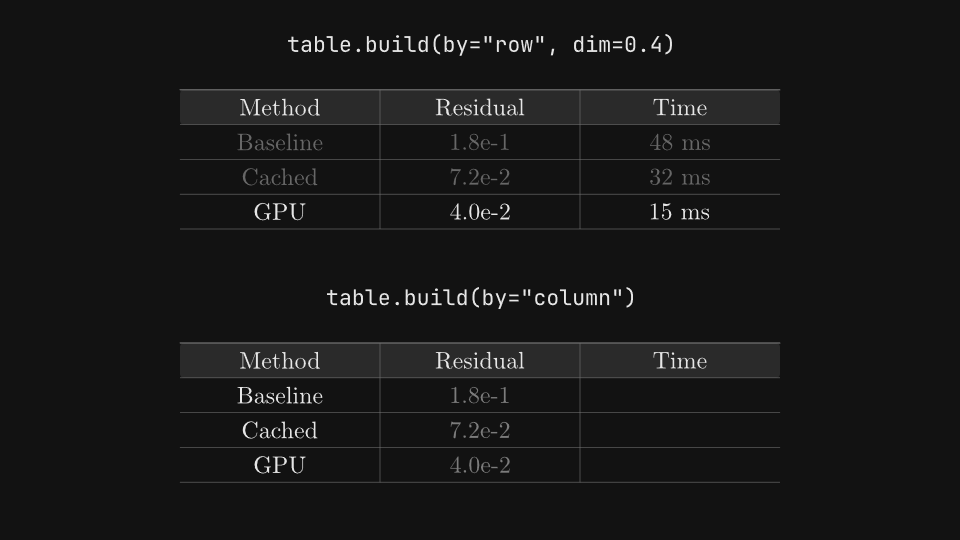 table.build(by="row", dim=0.4)
Method Residual Time
Baseline 1.8e-1 48 ms
Cached 7.2e-2 32 ms
GPU 4.0e-2 15 ms
table.build(by="column")
Method Residual Time
Baseline 1.8e-1
Cached 7.2e-2
GPU 4.0e-2